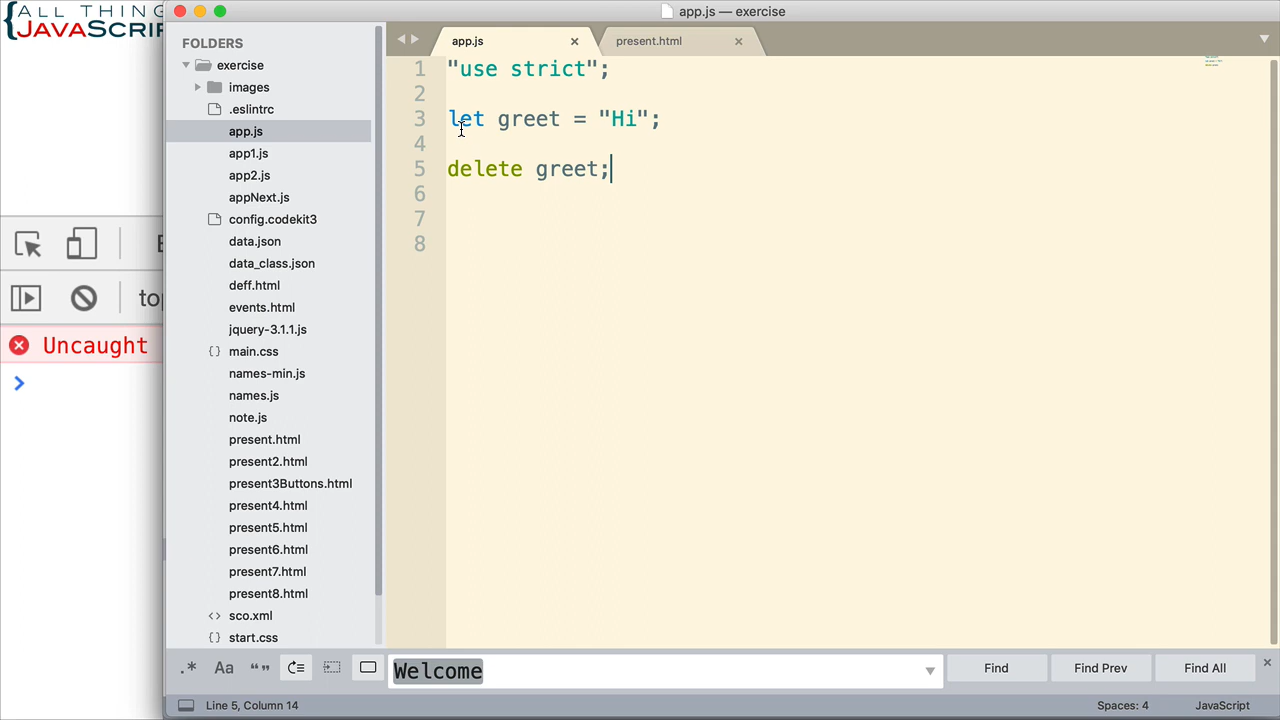 {ALL THING
JAVASCRIP
top
Uncaught
app.js — exercise
FOLDERS
exercise
images
.eslintrc
app.js
app1.js
app2.js
appNext.js
config.codekit3
data.json
data_class.json
deff.html
events.html
jquery-3.1.1.js
main.css
names-min.js
names.js
note.js
present.html
present2.html
present3Buttons.html
present4.html
present5.html
present6.html
present7.html
present8.html
sco.xml
start.css
app.js
present.html
1 "use strict";
2
3 let greet = "Hi";
4
5 delete greet;
6
7
8
.* Aa “” Welcome Find Find Prev Find All
Line 5, Column 14 Spaces: 4 JavaScript